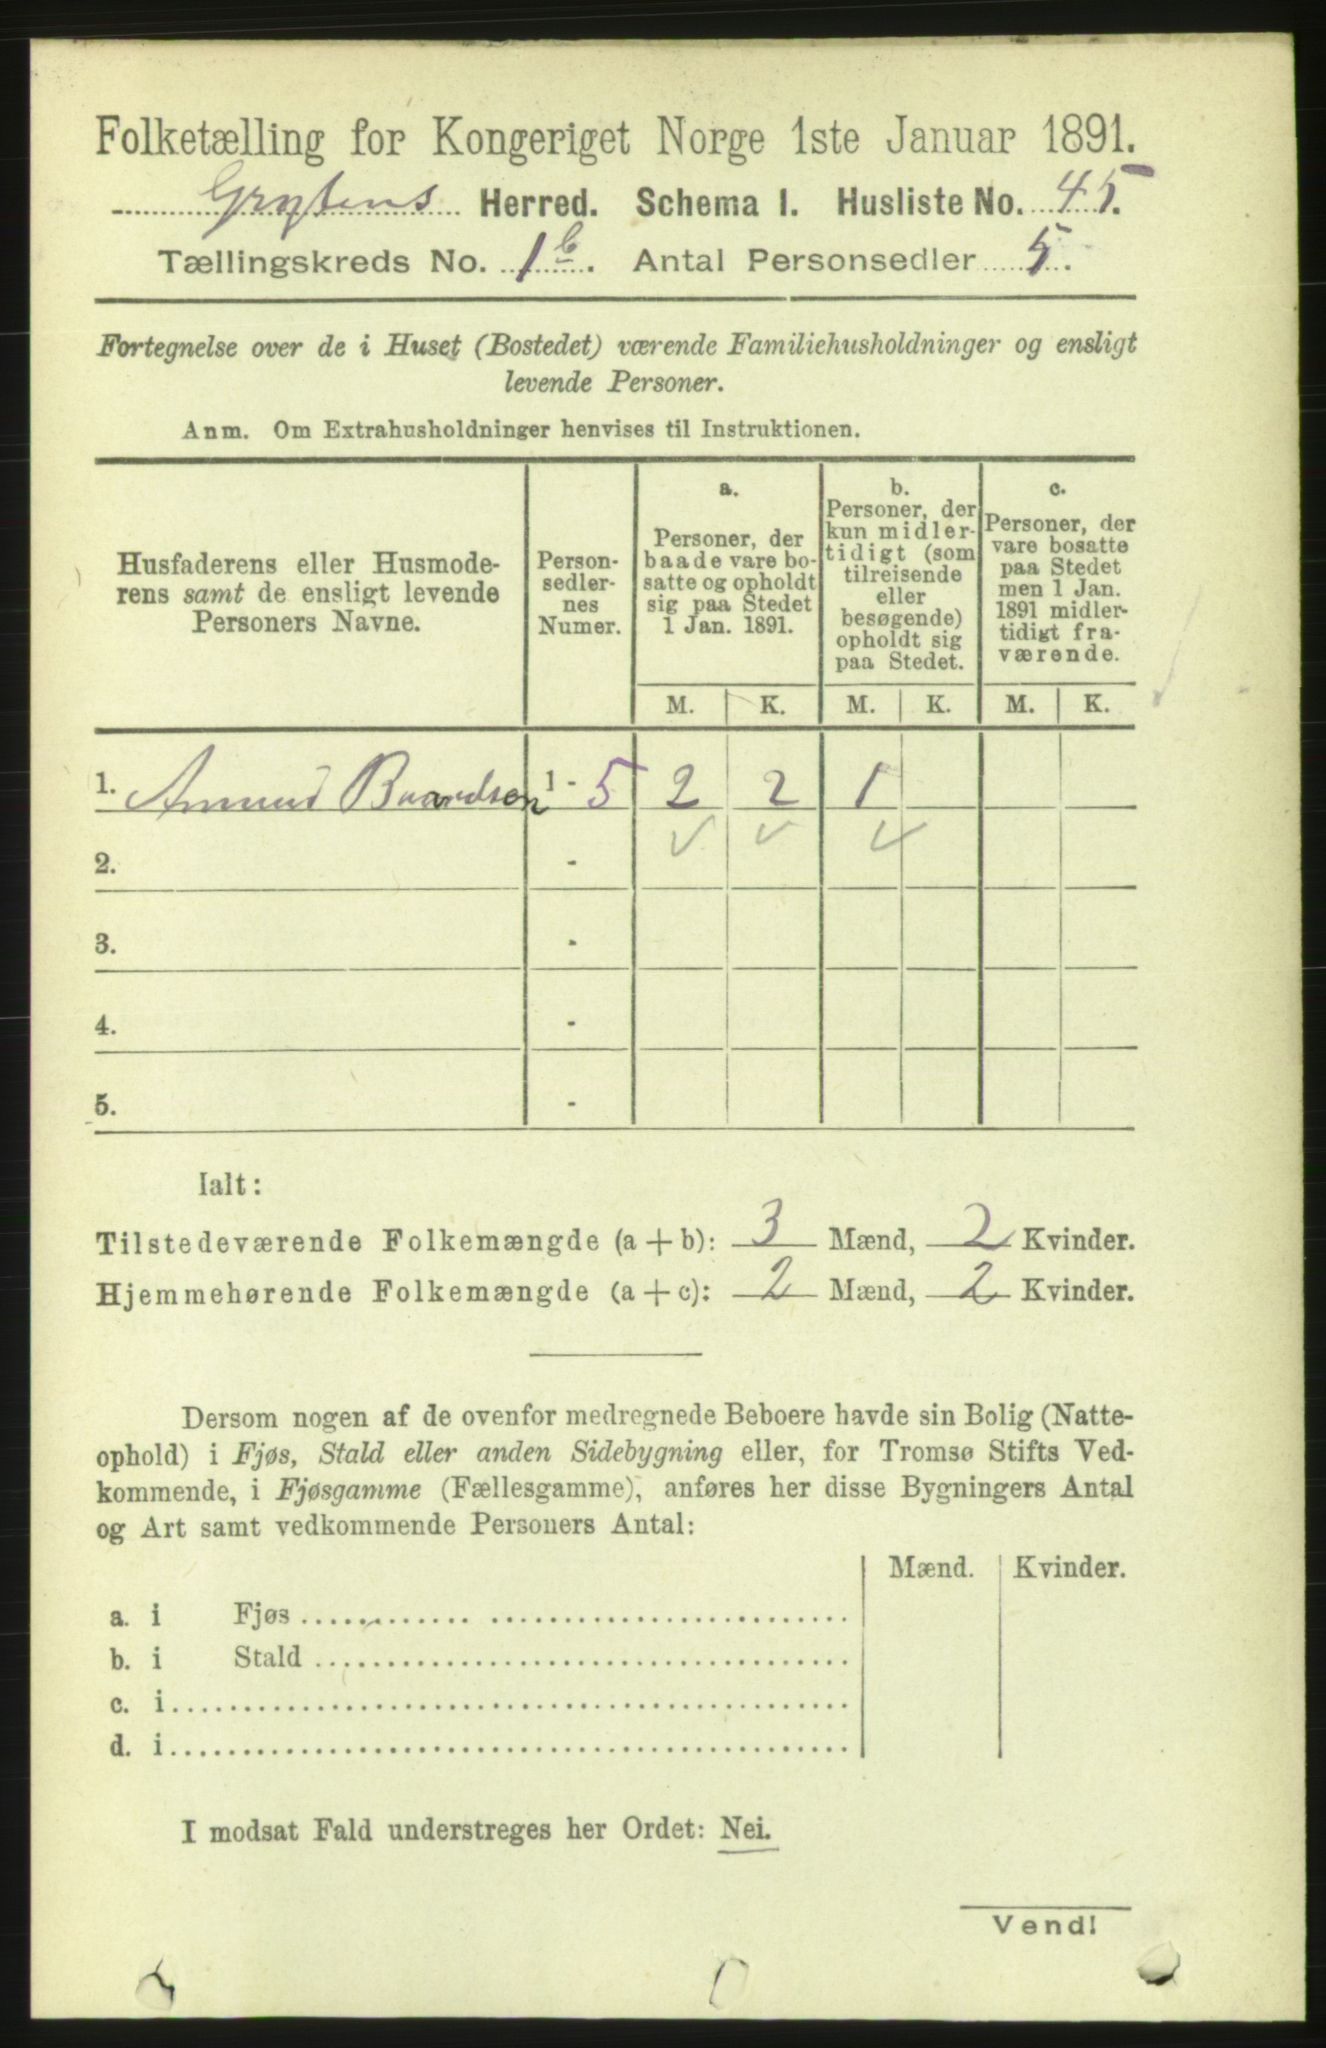 Folketælling for Kongeriget Norge 1ste Januar 1891.
Grytens Herred. Schema I. Husliste No. 45.
Tællingskreds No. 1b. Antal Personsedler 5.
Fortegnelse over de i Huset (Bostedet) værende Familiehusholdninger og ensligt
levende Personer.
Anm. Om Extrahusholdninger henvises til Instruktionen.
Husfaderens eller Husmode-
rens samt de ensligt levende
Personers Navne.
Person-
sedler-
nes
Numer.
a.
Personer, der
baade vare bo-
satte og opholdt
sig paa Stedet
1 Jan. 1891.
b.
Personer, der
kun midler-
tidigt (som
tilreisende
eller
besøgende)
opholdt sig
paa Stedet.
c.
Personer, der
vare bosatte
paa Stedet
men 1 Jan.
1891 midler-
tidigt fra-
værende.
M. K. M. K. M. K.
1. Amund Baardsen 1 - 5 2 2 1
2. -
3. -
4. -
5. -
Ialt:
Tilstedeværende Folkemængde (a + b): 3 Mænd, 2 Kvinder.
Hjemmehørende Folkemængde (a + c): 2 Mænd, 2 Kvinder.
Dersom nogen af de ovenfor medregnede Beboere havde sin Bolig (Natte-
ophold) i Fjøs, Stald eller anden Sidebygning eller, for Tromsø Stifts Ved-
kommende, i Fjøsgamme (Fællesgamme), anføres her disse Bygningers Antal
og Art samt vedkommende Personers Antal:
Mænd. Kvinder.
a. i Fjøs
b. i Stald
c. i
d. i
I modsat Fald understreges her Ordet: Nei.
Vend!